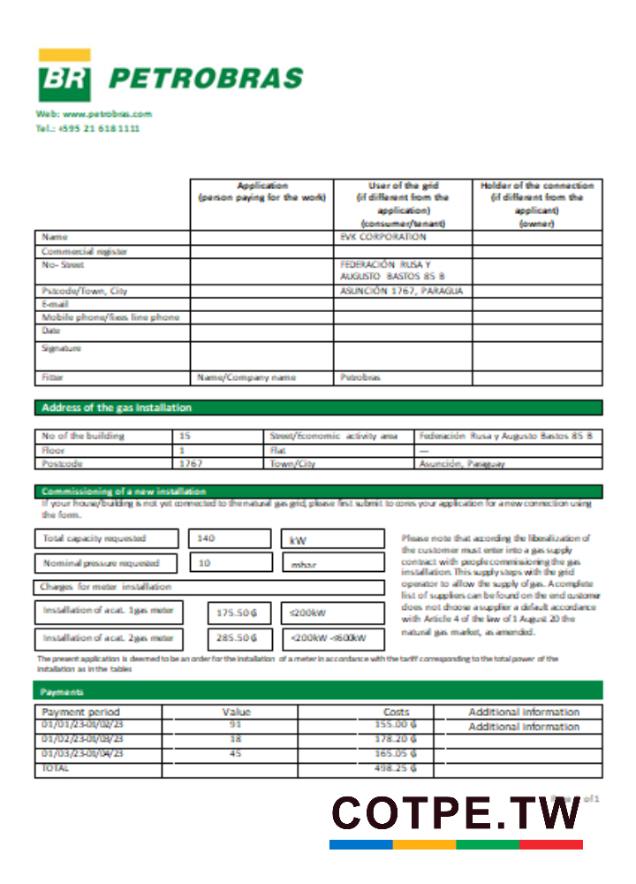 BR PETROBRAS
Web: www.petrobras.com
Tel.: +595 21 618 1111
Application
(person paying for the work)
User of the grid
(if different from the
application)
(consumer/tenant)
Holder of the connection
(if different from the
applicant)
(owner)
Name EVK CORPORATION
Commercial register
No- Street FEDERACIÓN RUSA Y
AUGUSTO BASTOS 85 B
Pstcode/Town, City ASUNCIÓN 1767, PARAGUA
E-mail
Mobile phone/fixes line phone
Date
Signature
Fitter Name/Company name Petrobras
Address of the gas installation
No of the building 15 Street/Economic activity area Federación Rusa y Augusto Bastos 85 B
Floor 1 Flat —
Postcode 1767 Town/City Asunción, Paraguay
Commissioning of a new installation
If your house/building is not yet connected to the natural gas grid, please first submit to your application for a new connection using
the form.
Total capacity requested 140 kW
Nominal pressure requested 10 mbar
Charges for meter installation
Installation of a cat. 1gas meter 175.50 ₲ ≤200kW
Installation of a cat. 2gas meter 285.50 ₲ <200kW -≤600kW
Please note that according the liberalization of
the customer must enter into a gas supply
contract with people commissioning the gas
installation. This supply steps with the grid
operator to allow the supply of gas. A complete
list of suppliers can be found on the end customer
does not choose a supplier a default accordance
with Article 4 of the law of 1 August 20 the
natural gas market, as amended.
The present application is deemed to be an order for the installation of a meter in accordance with the tariff corresponding to the total power of the
installation as in the tables
Payments
Payment period Value Costs Additional information
01/01/23-01/02/23 91 155.00 ₲ Additional information
01/02/23-01/03/23 18 178.20 ₲
01/03/23-01/04/23 45 165.05 ₲
TOTAL 498.25 ₲
of 1
COTPE.TW